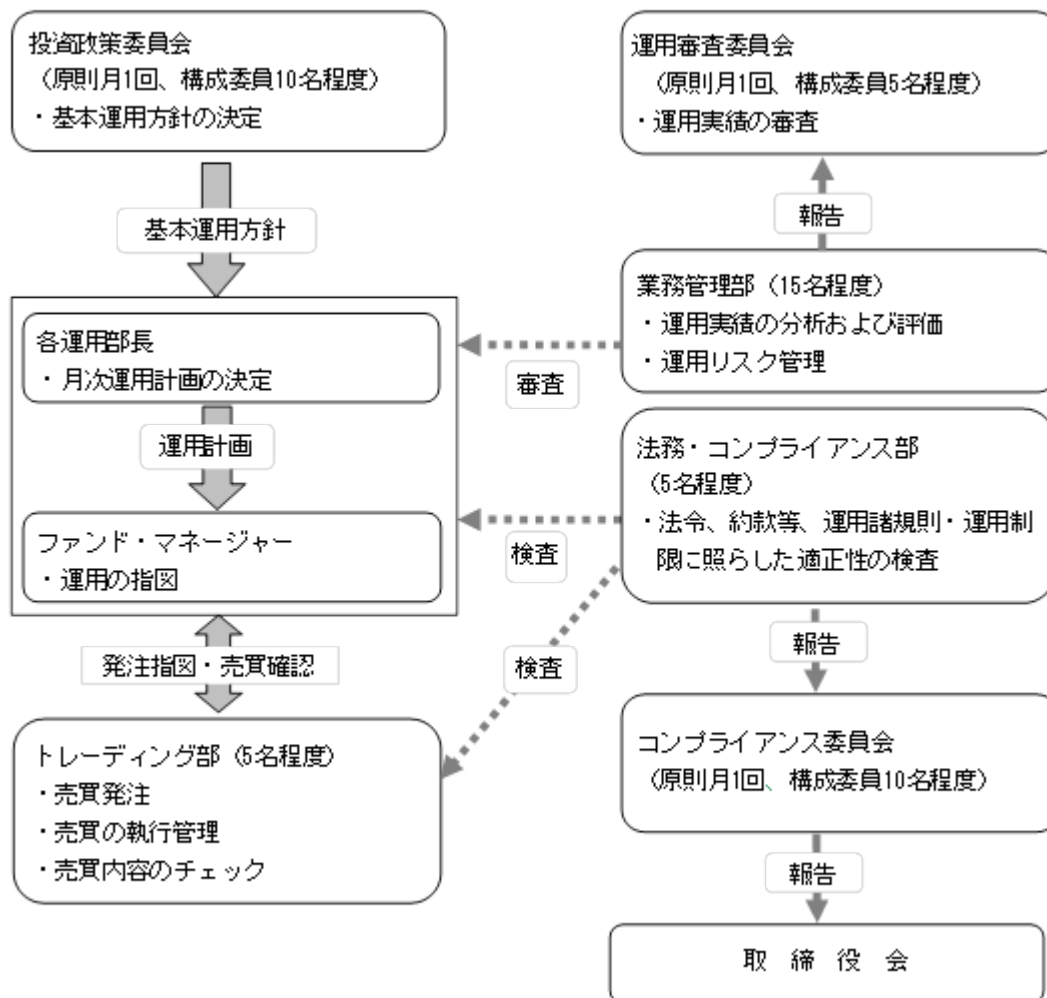 投資政策委員会
(原則月1回、構成委員10名程度)
・基本運用方針の決定
基本運用方針
各運用部長
・月次運用計画の決定
運用計画
ファンド・マネージャー
・運用の指図
発注指図・売買確認
トレーディング部(5名程度)
・売買発注
・売買の執行管理
・売買内容のチェック
運用審査委員会
(原則月1回、構成委員5名程度)
・運用実績の審査
報告
業務管理部(15名程度)
・運用実績の分析および評価
・運用リスク管理
審査
法務・コンプライアンス部
(5名程度)
・法令、約款等、運用諸規則・運用制
限に照らした適正性の検査
検査
検査
報告
コンプライアンス委員会
(原則月1回、構成委員10名程度)
報告
取締役会